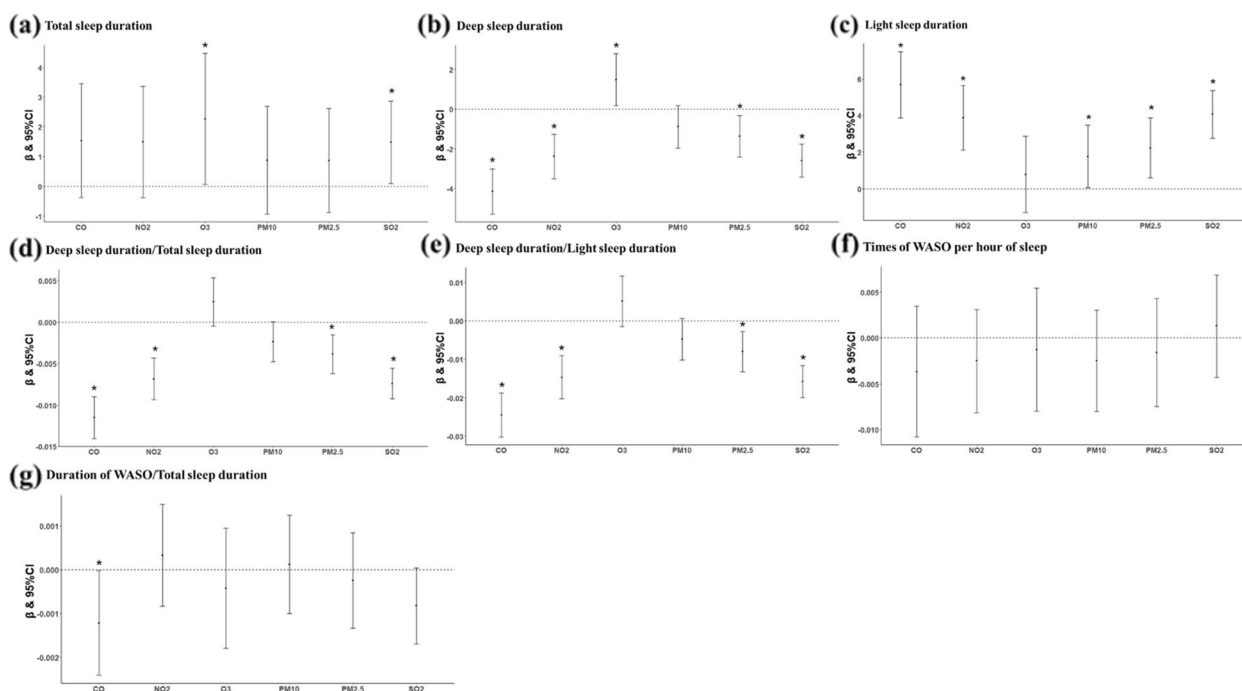 (a) Total sleep duration
*
*
4
3
2
1
0
-1
β & 95%CI
CO NO2 O3 PM10 PM2.5 SO2
(b) Deep sleep duration
*
*
*
*
*
2
0
-2
-4
β & 95%CI
CO NO2 O3 PM10 PM2.5 SO2
(c) Light sleep duration
*
*
*
*
*
6
4
2
0
β & 95%CI
CO NO2 O3 PM10 PM2.5 SO2
(d) Deep sleep duration/Total sleep duration
*
*
*
*
0.005
0.000
-0.005
-0.010
-0.015
β & 95%CI
CO NO2 O3 PM10 PM2.5 SO2
(e) Deep sleep duration/Light sleep duration
*
*
*
*
0.01
0.00
-0.01
-0.02
-0.03
β & 95%CI
CO NO2 O3 PM10 PM2.5 SO2
(f) Times of WASO per hour of sleep
0.005
0.000
-0.005
-0.010
β & 95%CI
CO NO2 O3 PM10 PM2.5 SO2
(g) Duration of WASO/Total sleep duration
*
0.001
0.000
-0.001
-0.002
β & 95%CI
CO NO2 O3 PM10 PM2.5 SO2